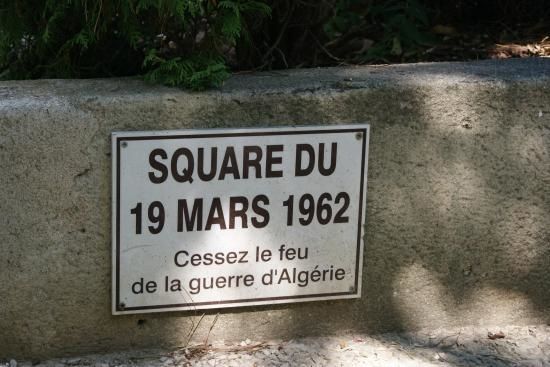 SQUARE DU
19 MARS 1962
Cessez le feu
de la guerre d'Algérie